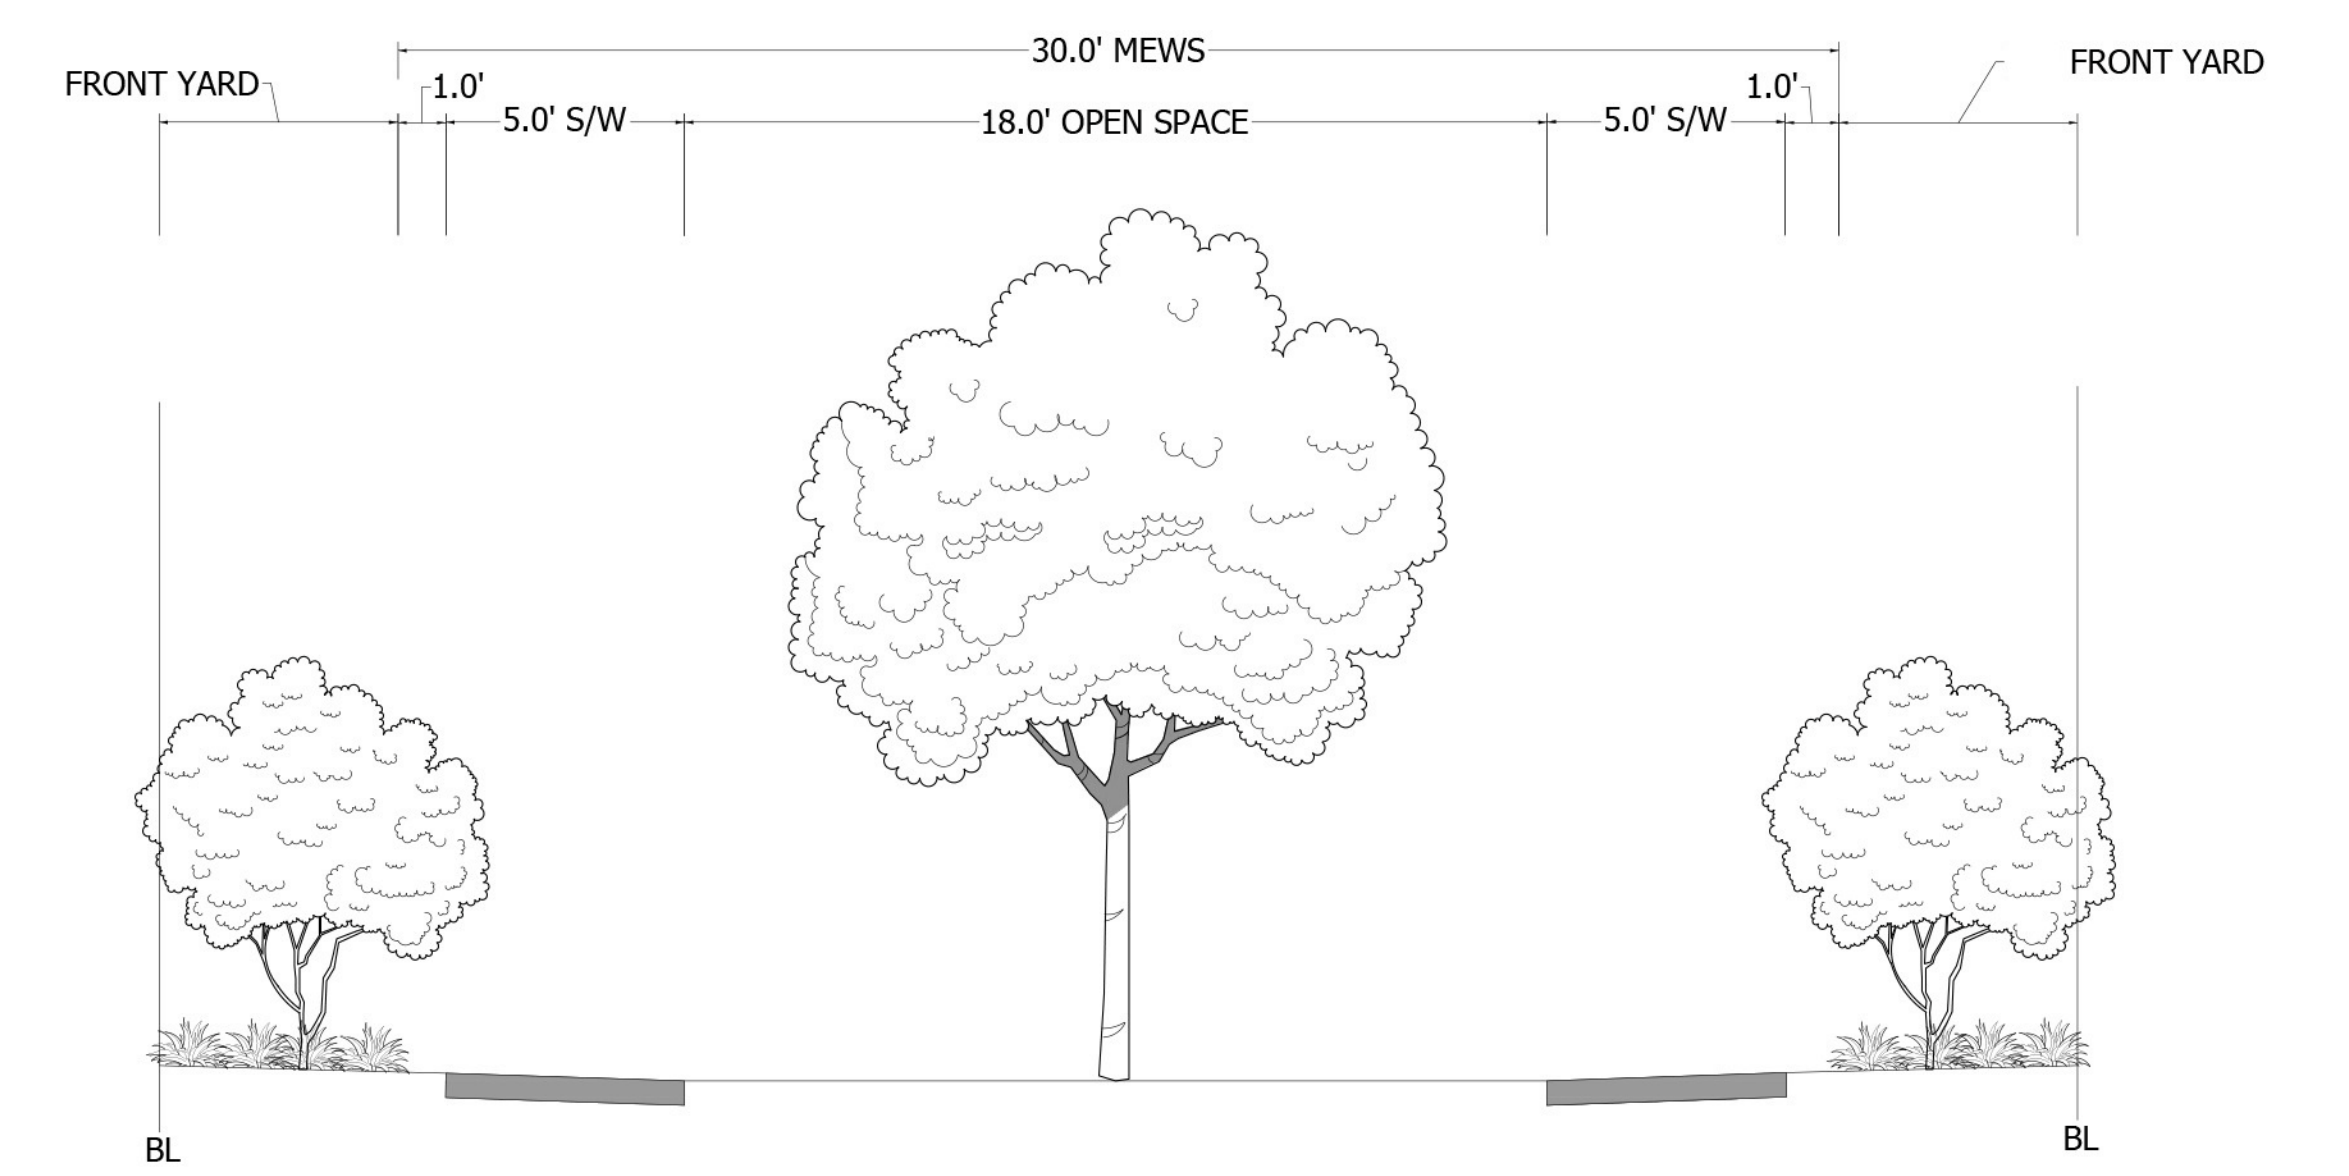 30.0' MEWS
FRONT YARD
1.0'
1.0'
FRONT YARD
5.0' S/W
18.0' OPEN SPACE
5.0' S/W
BL
BL